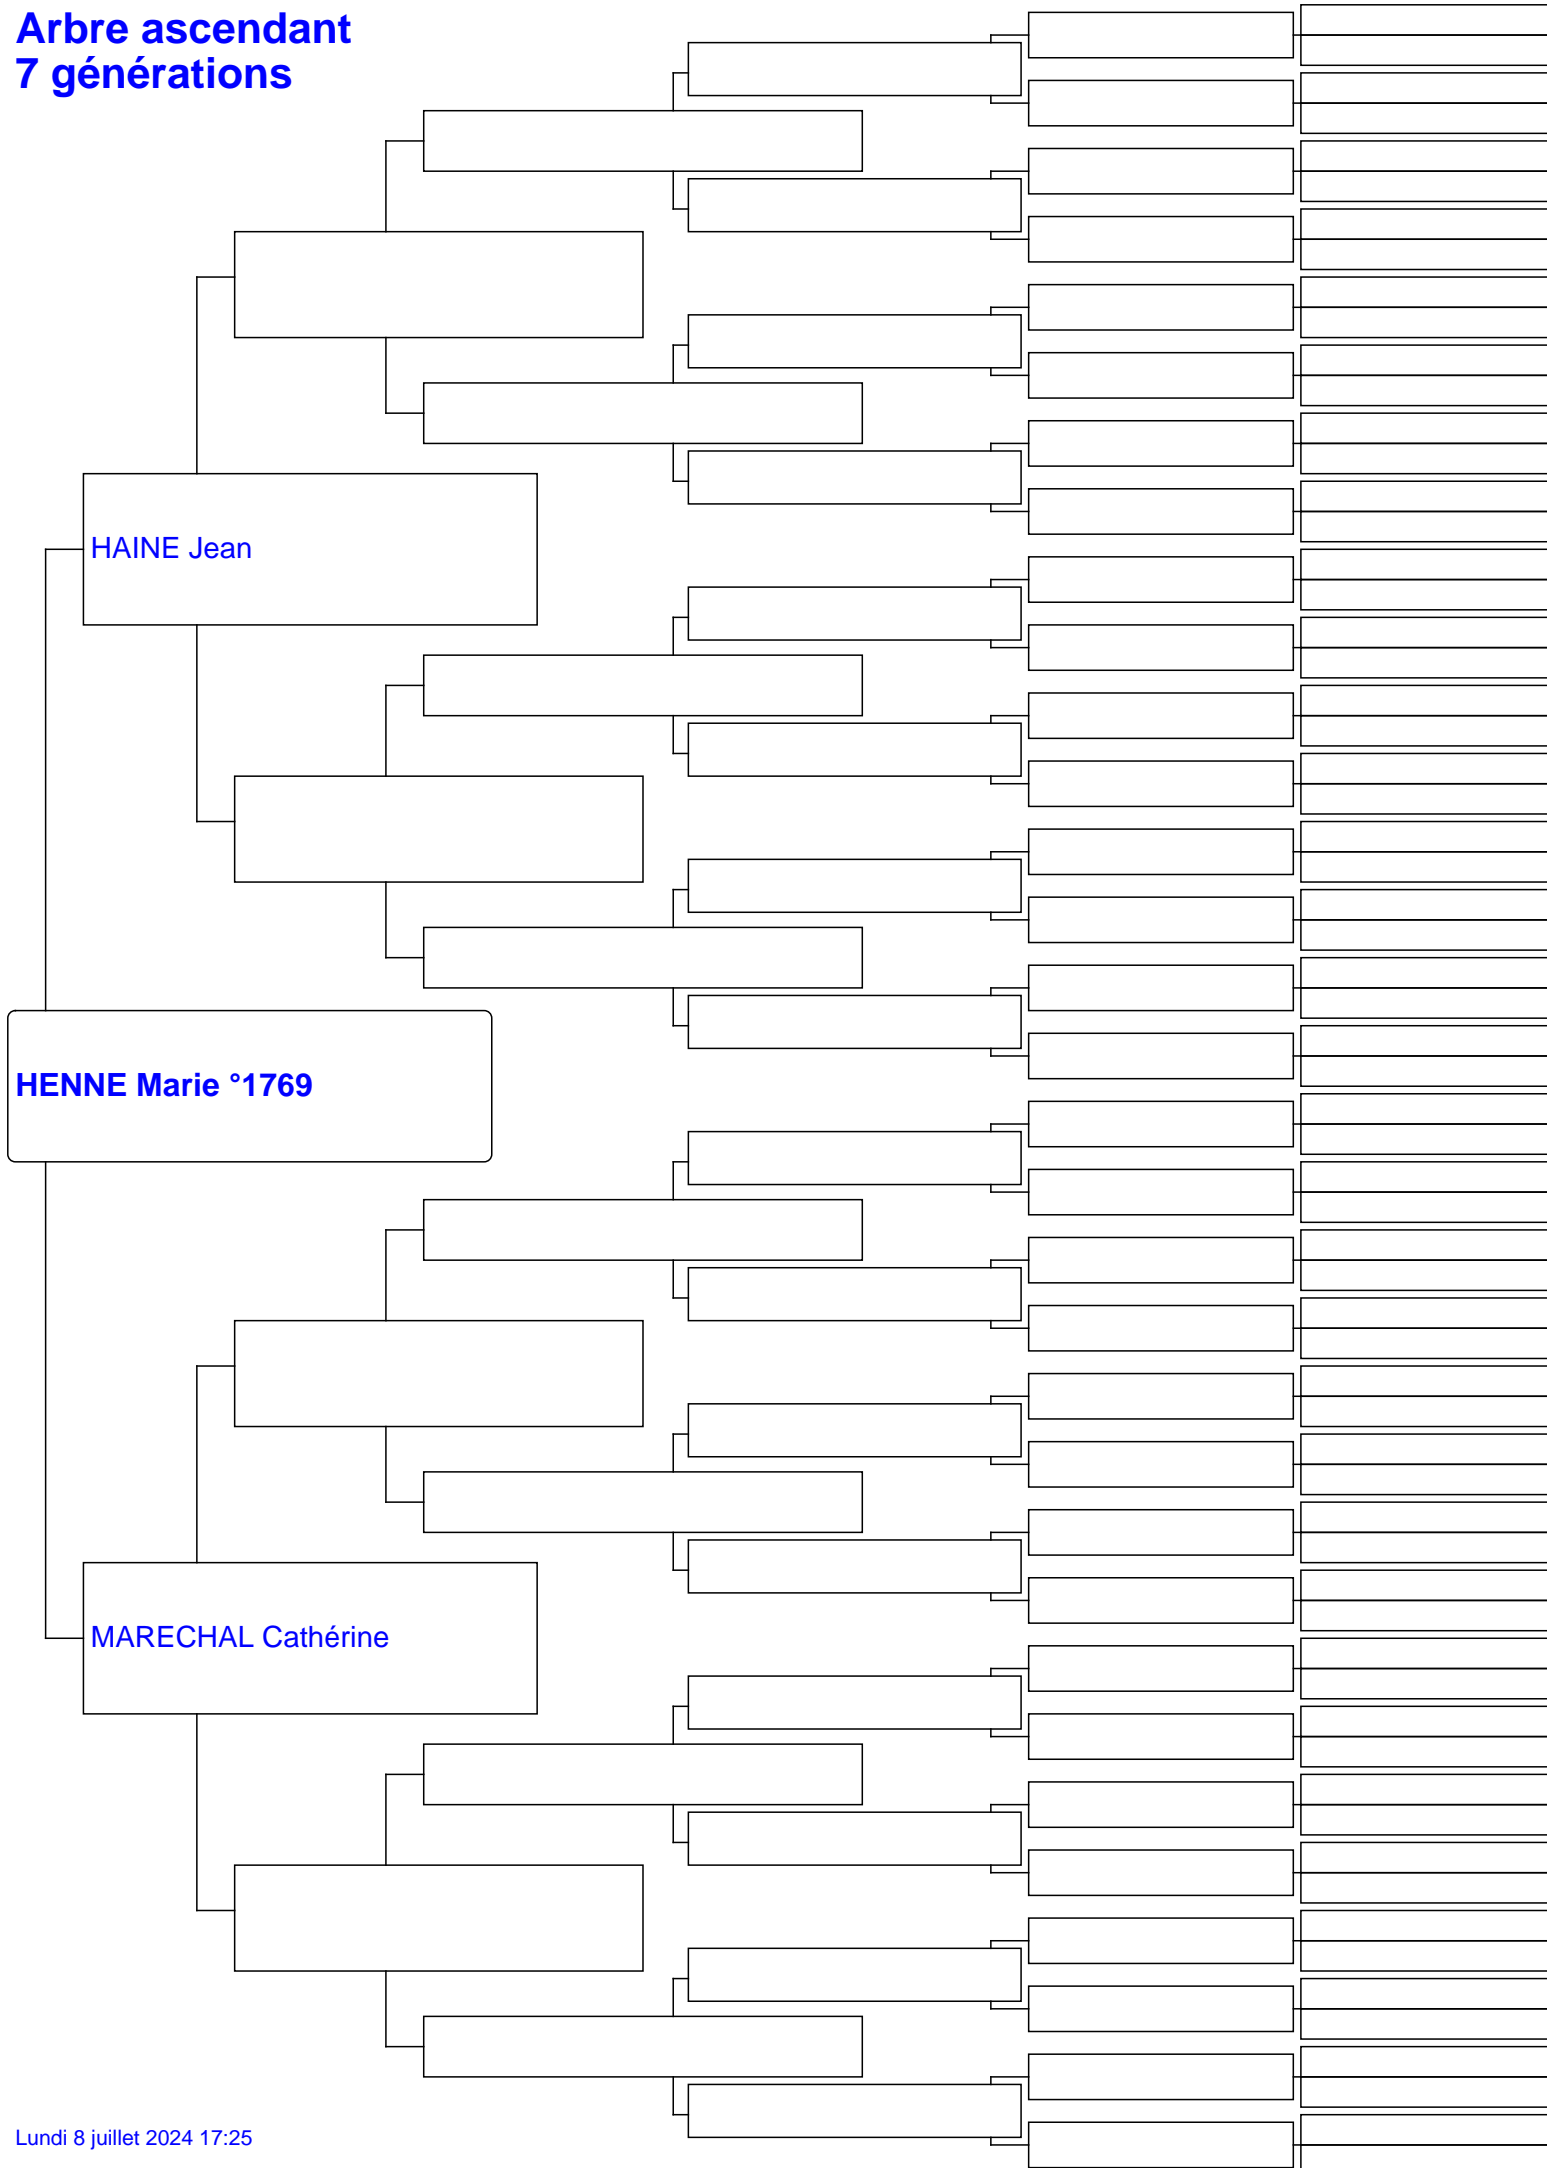 Arbre ascendant
7 générations
HAINE Jean
HENNE Marie °1769
MARECHAL Cathérine
Lundi 8 juillet 2024 17:25